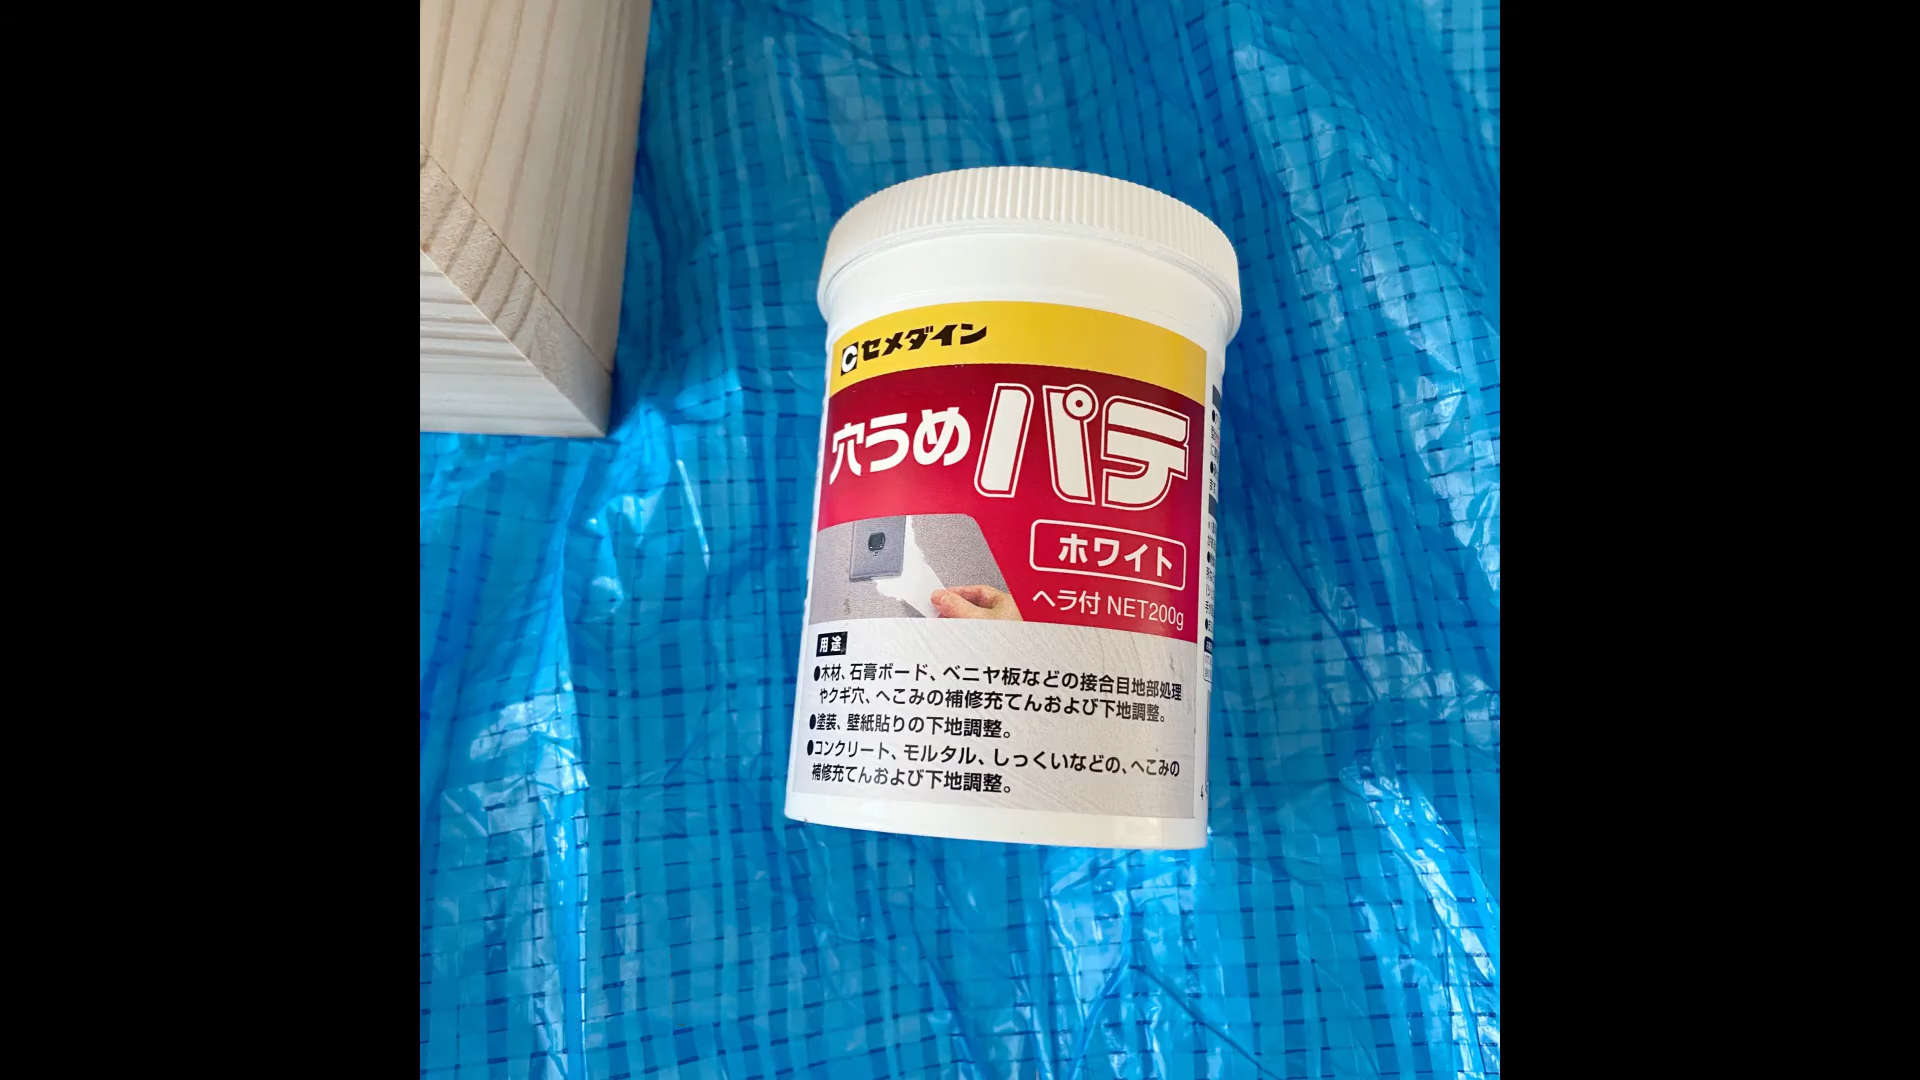 セメダイン
穴うめパテ
ホワイト
ヘラ付 NET200g
用途
●木材、石膏ボード、ベニヤ板などの接合目地部処理
やクギ穴、へこみの補修充てんおよび下地調整。
●塗装、壁紙貼りの下地調整。
●コンクリート、モルタル、しっくいなどの、へこみの
補修充てんおよび下地調整。